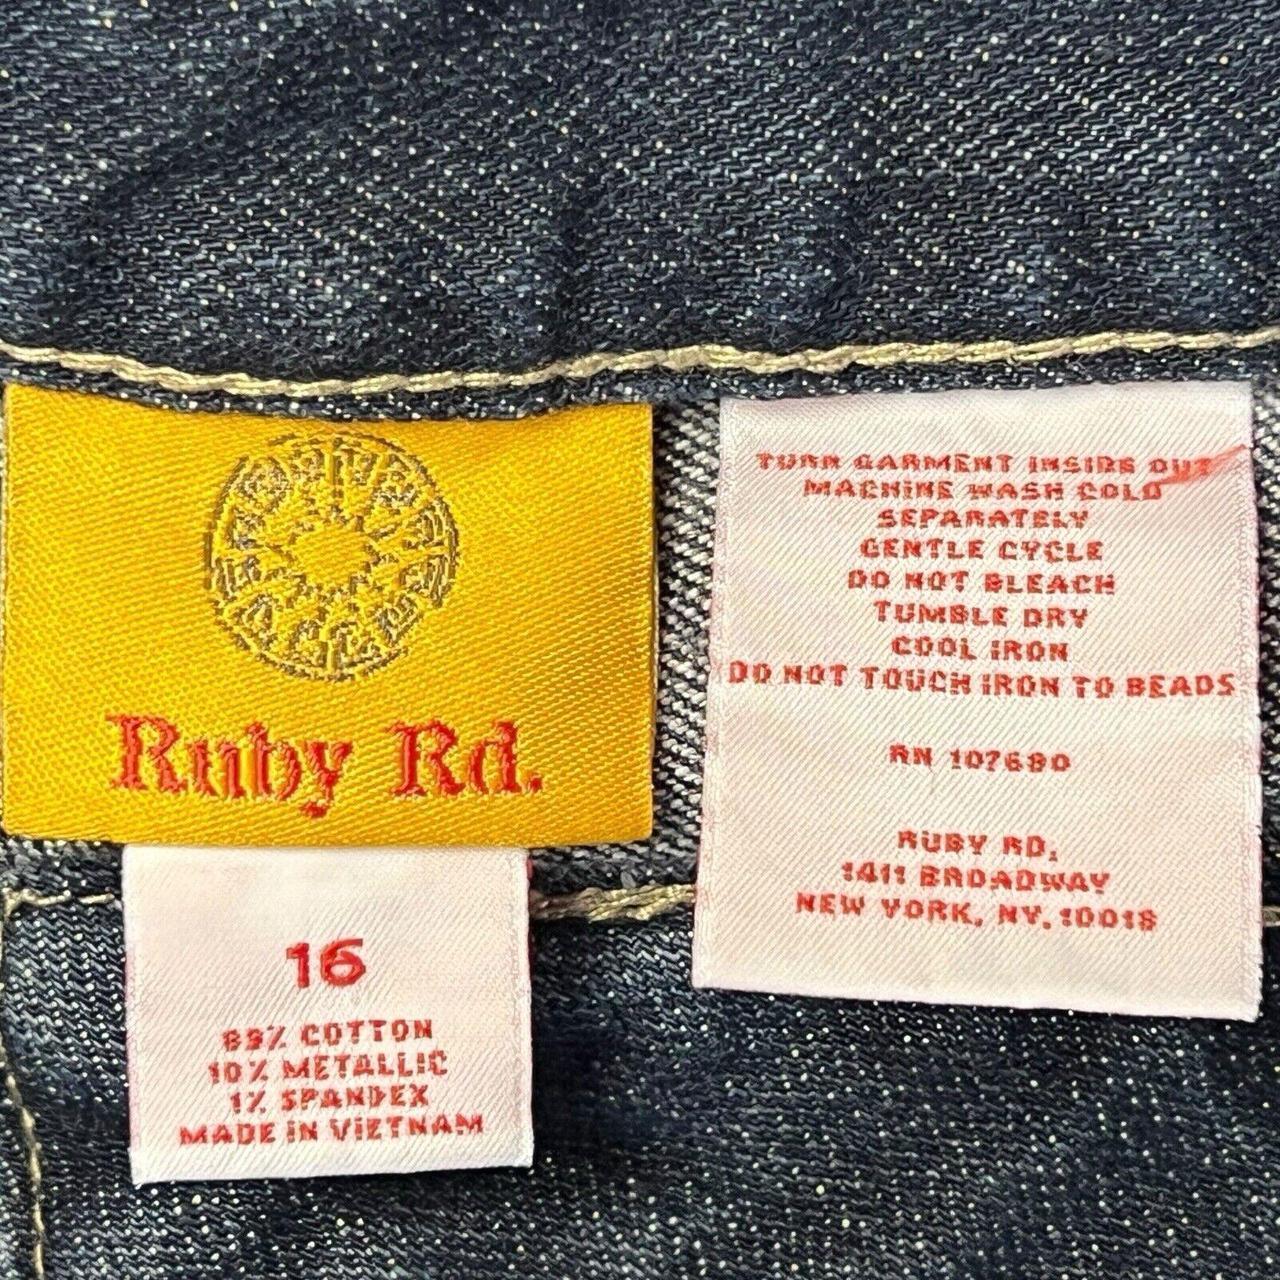 Ruby Rd.
16
89% COTTON
10% METALLIC
1% SPANDEX
MADE IN VIETNAM
TURN GARMENT INSIDE OUT
MACHINE WASH COLD
SEPARATELY
GENTLE CYCLE
DO NOT BLEACH
TUMBLE DRY
COOL IRON
DO NOT TOUCH IRON TO BEADS
RN 107680
RUBY RD.
1411 BROADWAY
NEW YORK, NY. 10018